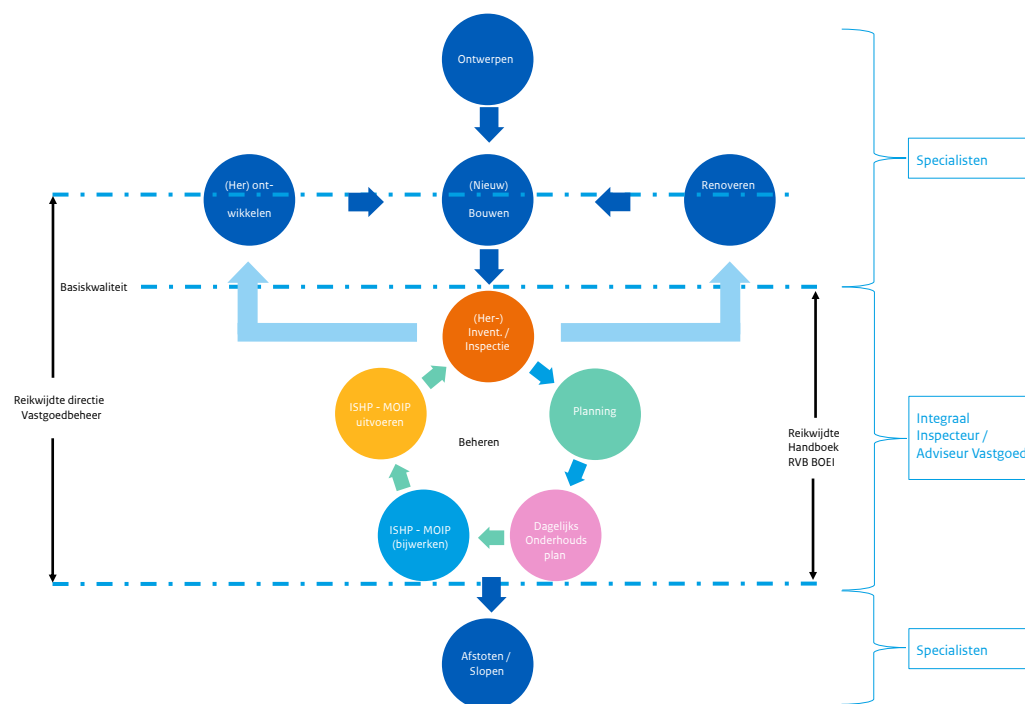 Ontwerpen
Specialisten
(Her) ont-
wikkelen
(Nieuw)
Bouwen
Renoveren
Basiskwaliteit
(Her-)
Invent. /
Inspectie
Reikwijdte directie
Vastgoedbeheer
ISHP - MOIP
uitvoeren
Planning
Beheren
Reikwijdte
Handboek
RVB BOEI
Integraal
Inspecteur /
Adviseur Vastgoed
ISHP - MOIP
(bijwerken)
Dagelijks
Onderhouds
plan
Afstoten /
Slopen
Specialisten